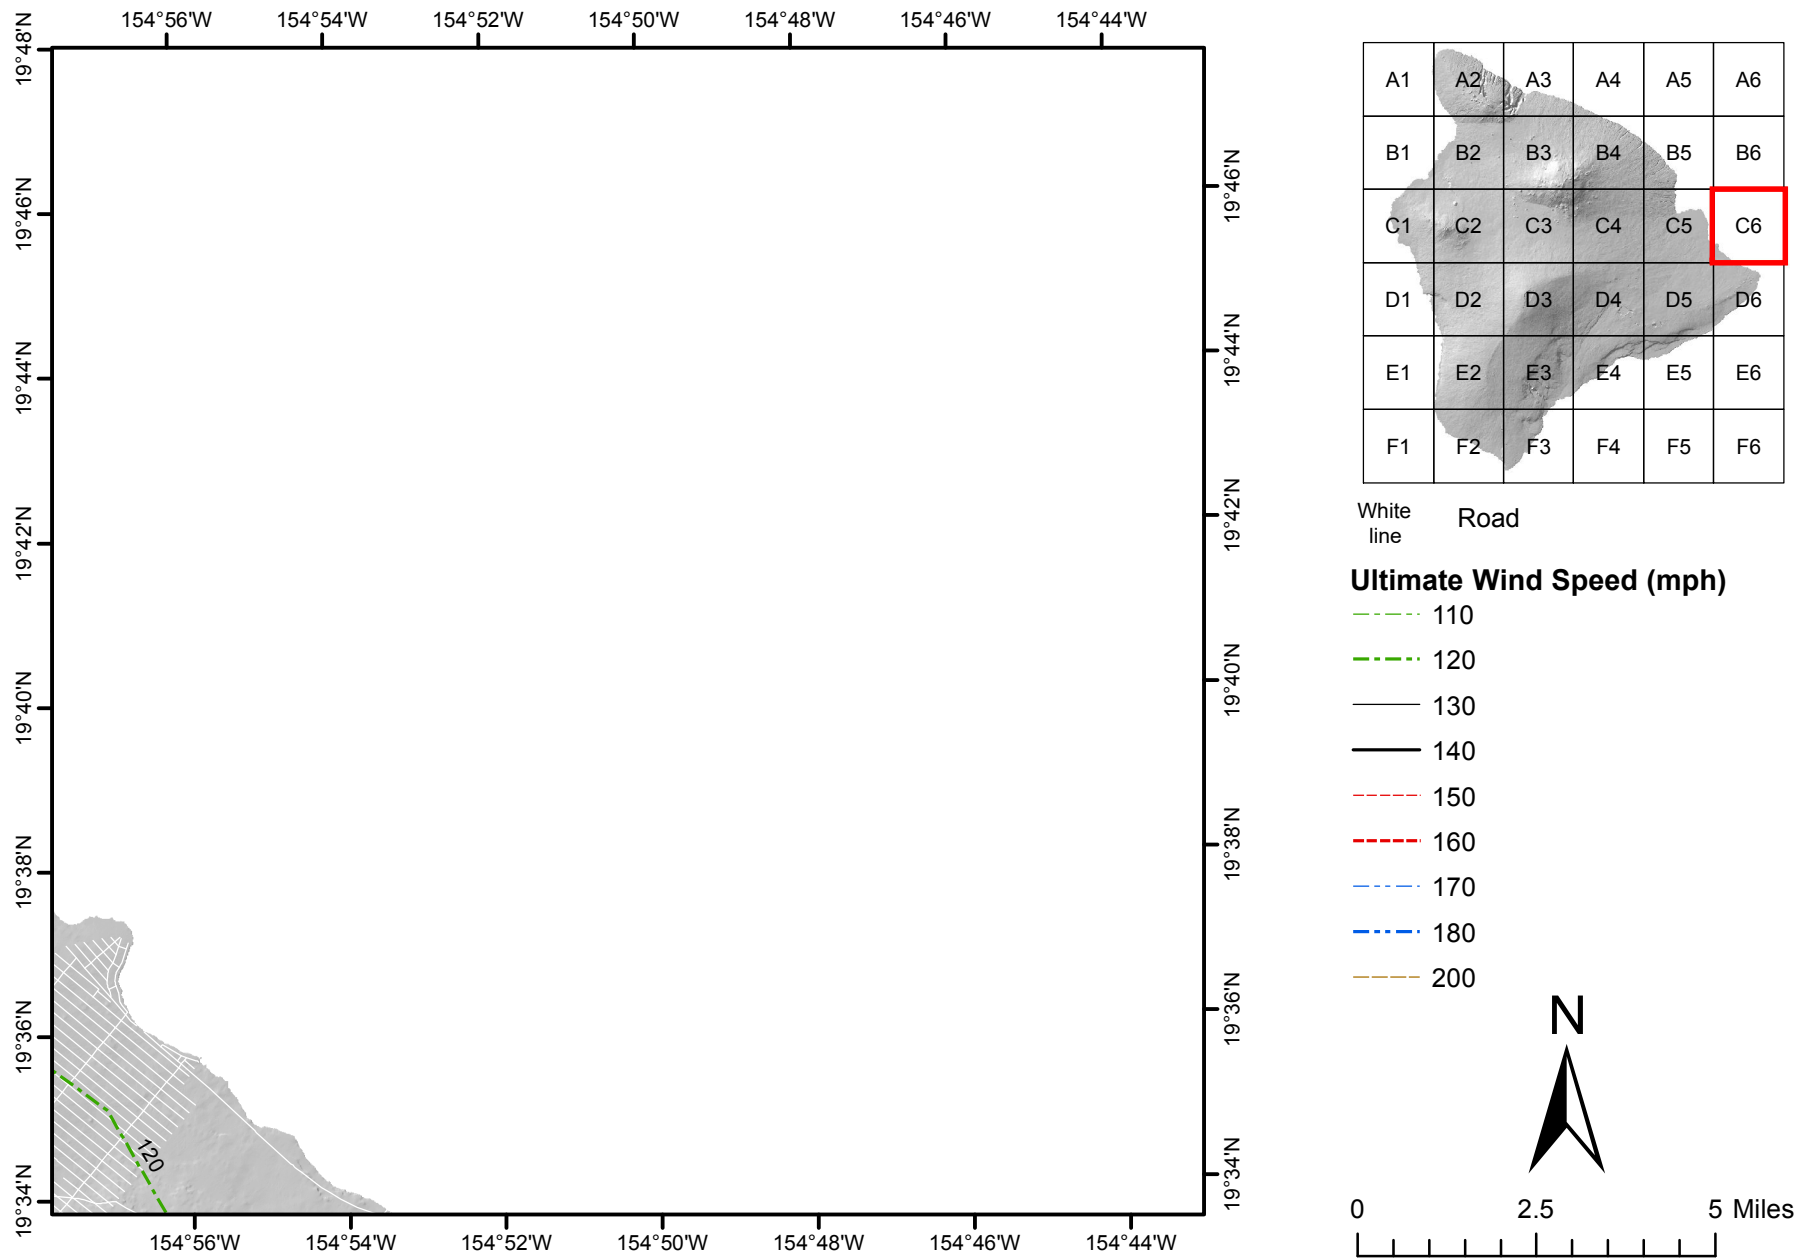 154°56'W 154°54'W 154°52'W 154°50'W 154°48'W 154°46'W 154°44'W
19°48'N
19°46'N
19°44'N
19°42'N
19°40'N
19°38'N
19°36'N
19°34'N
120
19°46'N
19°44'N
19°42'N
19°40'N
19°38'N
19°36'N
19°34'N
154°56'W 154°54'W 154°52'W 154°50'W 154°48'W 154°46'W 154°44'W
A1 A2 A3 A4 A5 A6
B1 B2 B3 B4 B5 B6
C1 C2 C3 C4 C5 C6
D1 D2 D3 D4 D5 D6
E1 E2 E3 E4 E5 E6
F1 F2 F3 F4 F5 F6
White
line
Road
Ultimate Wind Speed (mph)
110
120
130
140
150
160
170
180
200
N
0 2.5 5 Miles